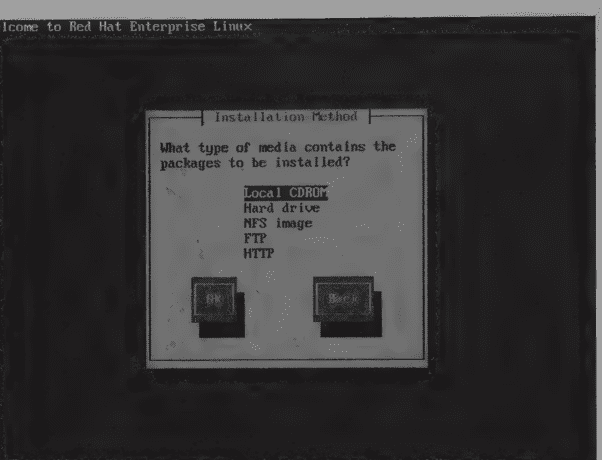 lcome to Red Hat Enterprise Linux
Installation Method
What type of media contains the
packages to be installed?
Local CDROM
Hard drive
NFS image
FTP
HTTP
OK Back